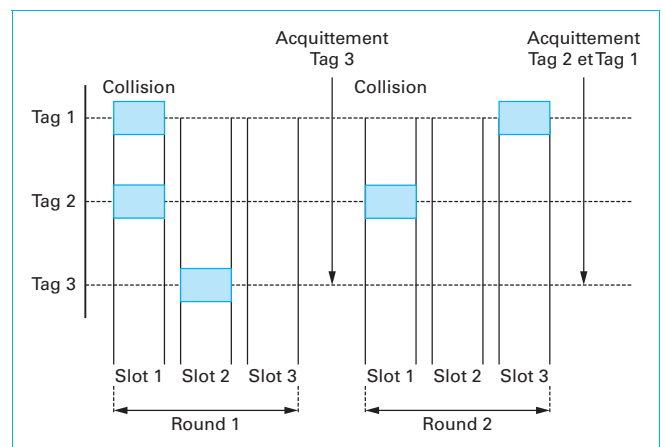 Acquittement
Tag 3
Acquittement
Tag 2 et Tag 1
Collision
Collision
Tag 1
Tag 2
Tag 3
Slot 1
Slot 2
Slot 3
Slot 1
Slot 2
Slot 3
Round 1
Round 2